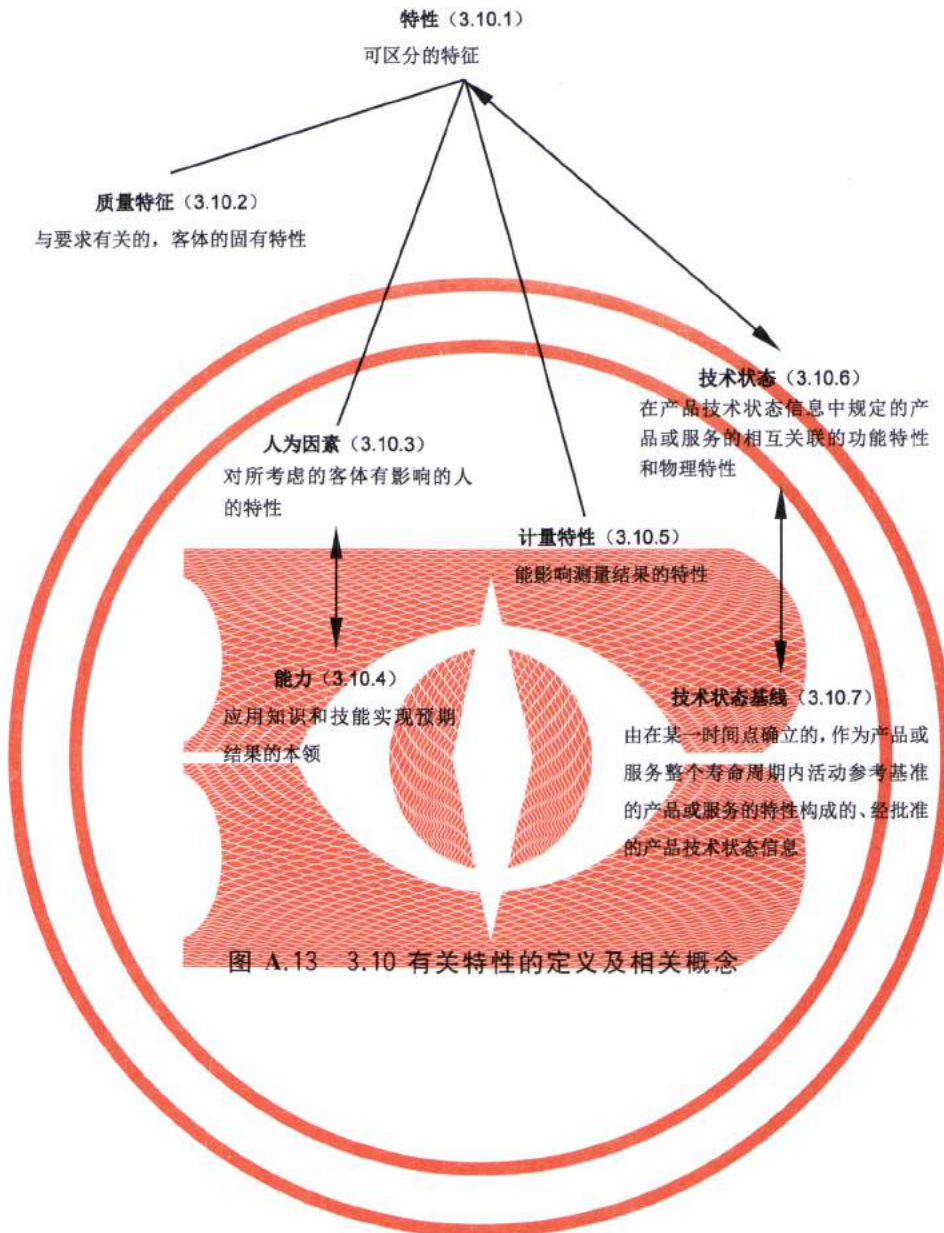 特性（3.10.1）
可区分的特征
质量特征（3.10.2）
与要求有关的，客体的固有特性
技术状态（3.10.6）
在产品技术状态信息中规定的产
品或服务的相互关联的功能特性
和物理特性
人为因素（3.10.3）
对所考虑的客体有影响的人
的特性
计量特性（3.10.5）
能影响测量结果的特性
能力（3.10.4）
应用知识和技能实现预期
结果的本领
技术状态基线（3.10.7）
由在某一时间点确立的，作为产品或
服务整个寿命周期内活动参考基准
的产品或服务的特性构成的、经批准
的产品技术状态信息
图 A.13 3.10 有关特性的定义及相关概念